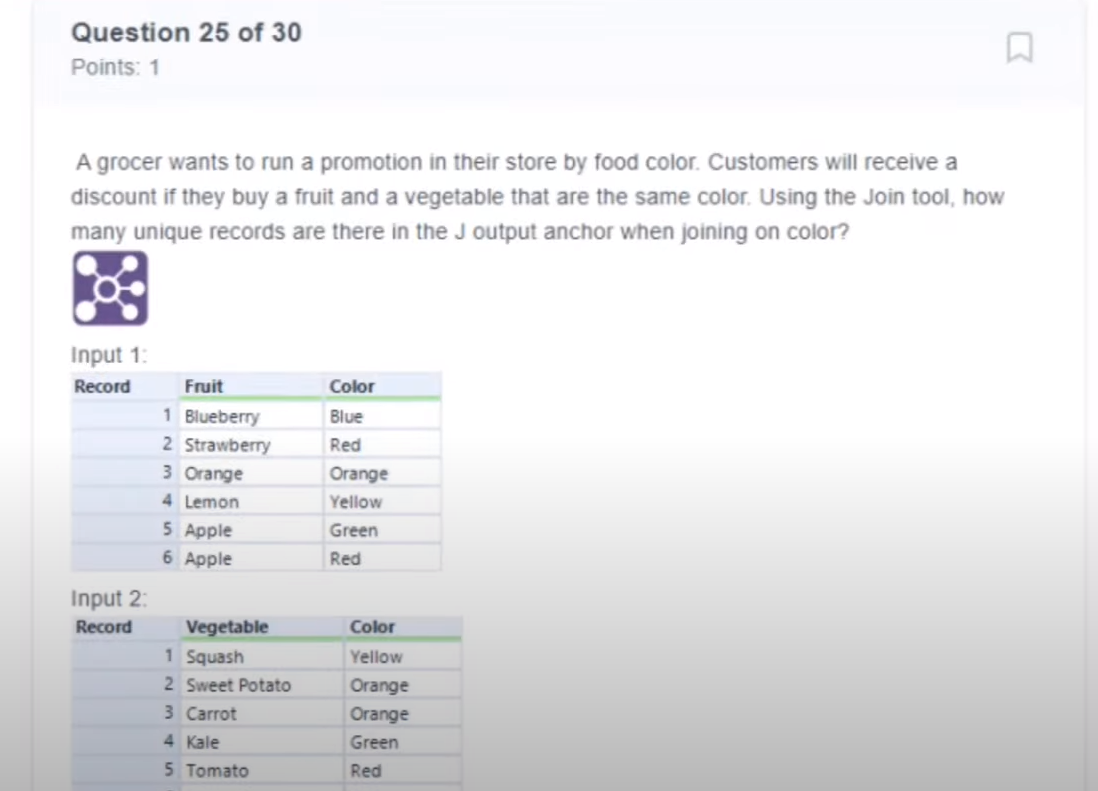 Question 25 of 30
Points: 1
A grocer wants to run a promotion in their store by food color. Customers will receive a
discount if they buy a fruit and a vegetable that are the same color. Using the Join tool, how
many unique records are there in the J output anchor when joining on color?
Input 1:
Record Fruit Color
1 Blueberry Blue
2 Strawberry Red
3 Orange Orange
4 Lemon Yellow
5 Apple Green
6 Apple Red
Input 2:
Record Vegetable Color
1 Squash Yellow
2 Sweet Potato Orange
3 Carrot Orange
4 Kale Green
5 Tomato Red